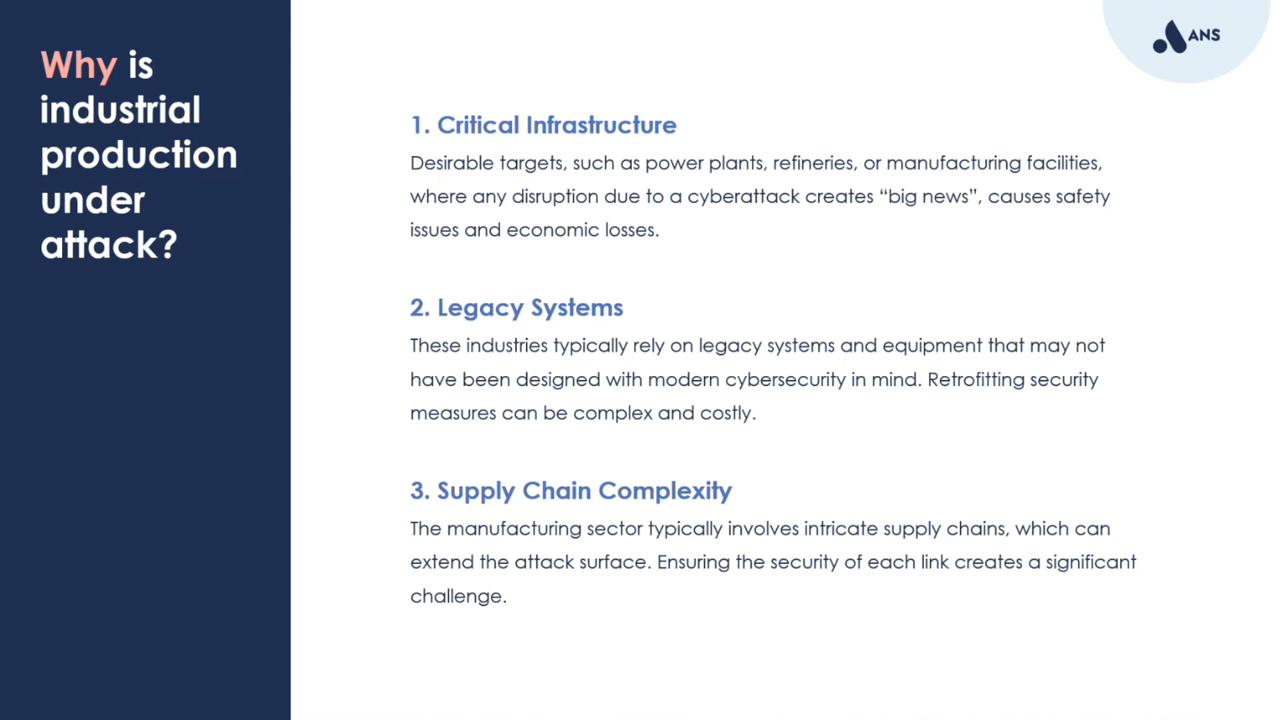 Why is
industrial
production
under
attack?
ANS
1. Critical Infrastructure
Desirable targets, such as power plants, refineries, or manufacturing facilities,
where any disruption due to a cyberattack creates “big news”, causes safety
issues and economic losses.
2. Legacy Systems
These industries typically rely on legacy systems and equipment that may not
have been designed with modern cybersecurity in mind. Retrofitting security
measures can be complex and costly.
3. Supply Chain Complexity
The manufacturing sector typically involves intricate supply chains, which can
extend the attack surface. Ensuring the security of each link creates a significant
challenge.